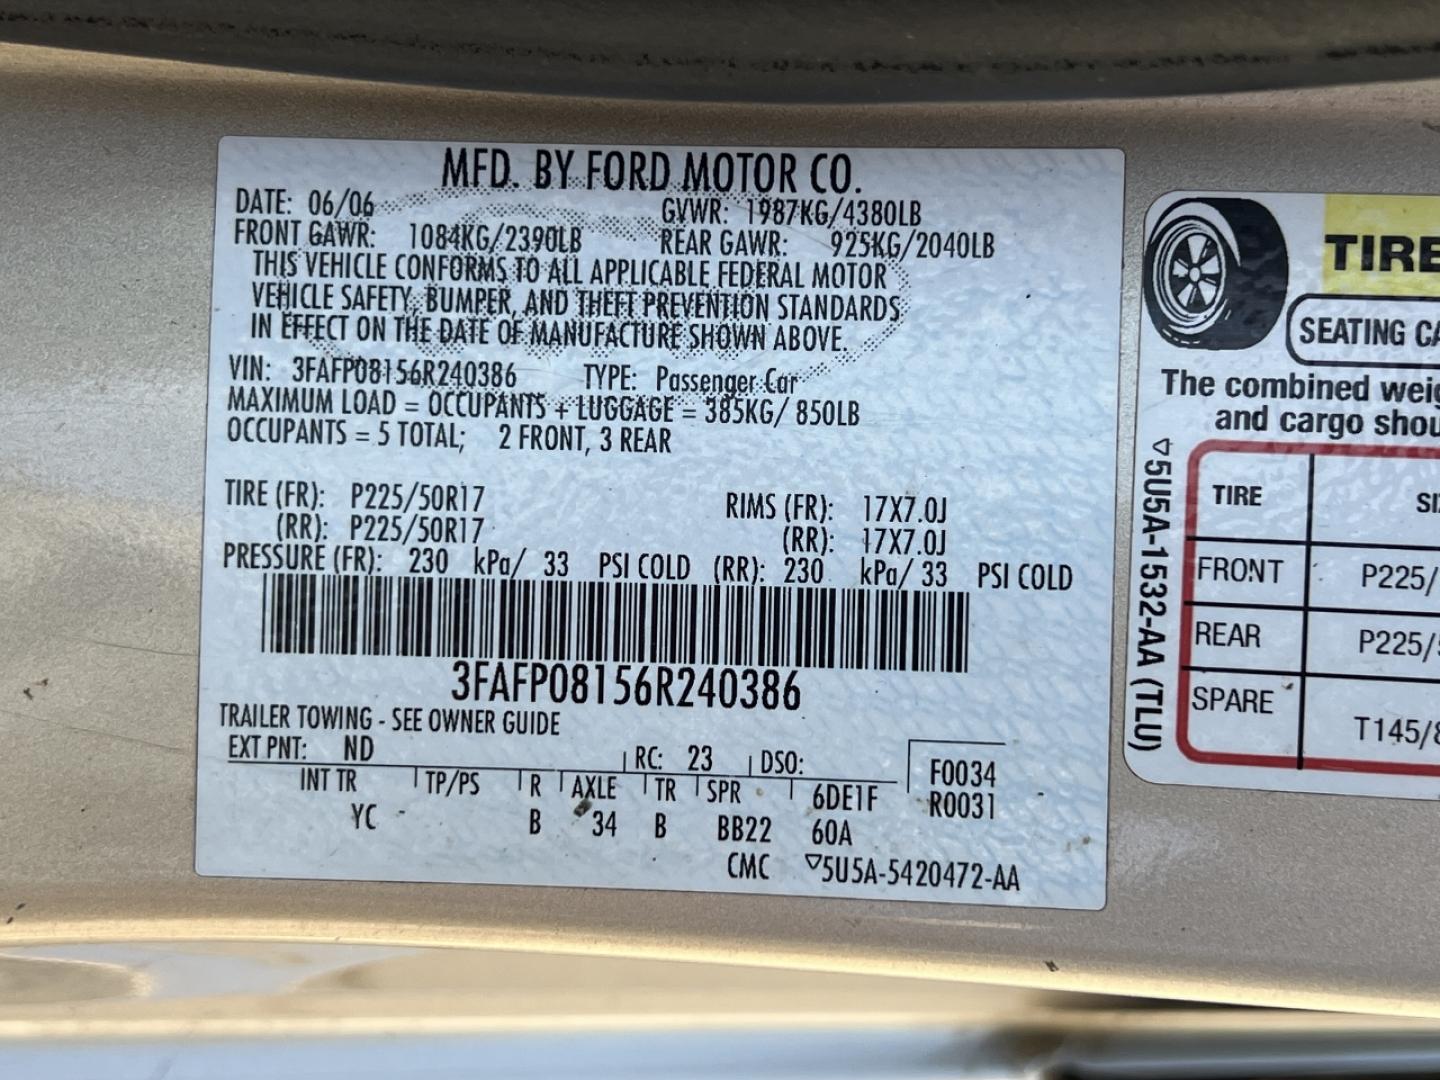 MFD. BY FORD MOTOR CO.
DATE: 06/06 GVWR: 1987KG/4380LB
FRONT GAWR: 1084KG/2390LB REAR GAWR: 925KG/2040LB
THIS VEHICLE CONFORMS TO ALL APPLICABLE FEDERAL MOTOR
VEHICLE SAFETY, BUMPER, AND THEFT PREVENTION STANDARDS
IN EFFECT ON THE DATE OF MANUFACTURE SHOWN ABOVE.
VIN: 3FAFP08156R240386 TYPE: Passenger Car
MAXIMUM LOAD = OCCUPANTS + LUGGAGE = 385KG/ 850LB
OCCUPANTS = 5 TOTAL; 2 FRONT, 3 REAR
TIRE (FR): P225/50R17 RIMS (FR): 17X7.0J
(RR): P225/50R17 (RR): 17X7.0J
PRESSURE (FR): 230 kPa/ 33 PSI COLD (RR): 230 kPa/ 33 PSI COLD
3FAFP08156R240386
TRAILER TOWING - SEE OWNER GUIDE
EXT PNT: ND RC: 23 DSO:
INT TR TP/PS R AXLE TR SPR 6DE1F
YC B 34 B BB22 60A
F0034
R0031
CMC ▽5U5A-5420472-AA
TIRE
SEATING CA
The combined weig
and cargo shou
TIRE SI
FRONT P225/
REAR P225/5
SPARE T145/8
▽5U5A-1532-AA (TLU)